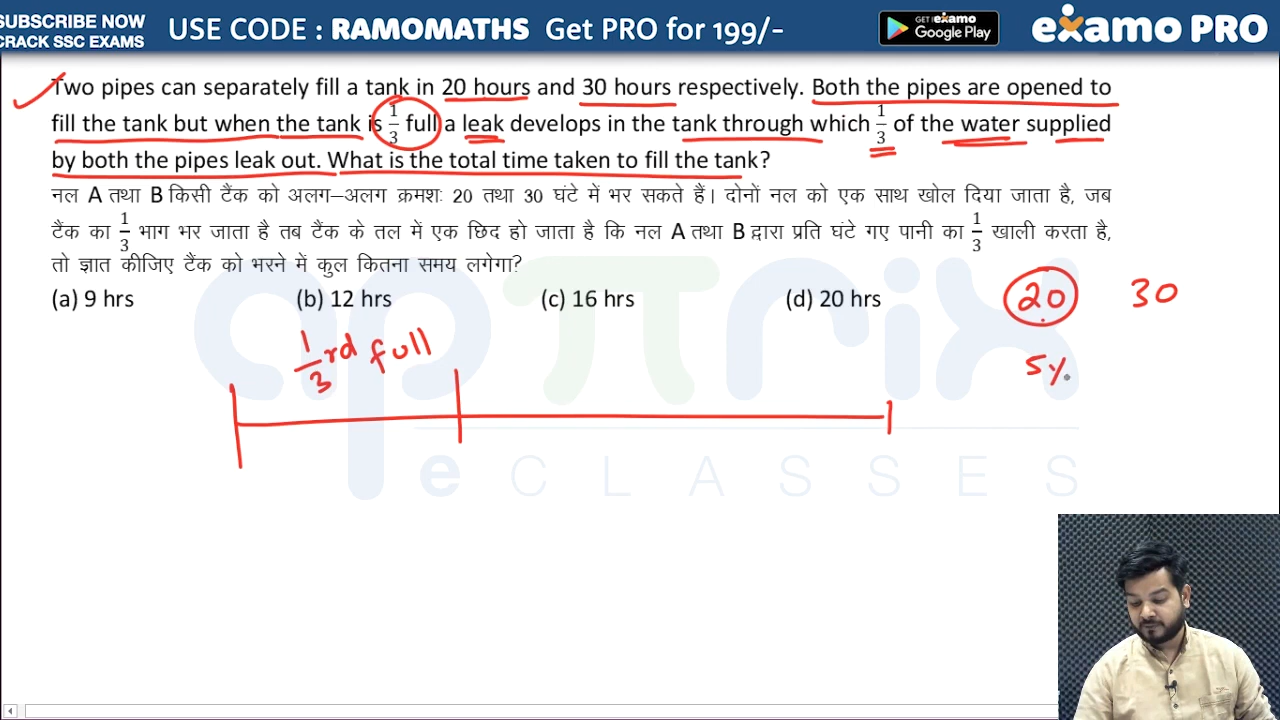 SUBSCRIBE NOW
CRACK SSC EXAMS
USE CODE : RAMOMATHS Get PRO for 199/-
GET IT ON examo
Google Play
examo PRO
Two pipes can separately fill a tank in 20 hours and 30 hours respectively. Both the pipes are opened to
fill the tank but when the tank is 1/3 full a leak develops in the tank through which 1/3 of the water supplied
by both the pipes leak out. What is the total time taken to fill the tank?
नल A तथा B किसी टैंक को अलग–अलग क्रमशः 20 तथा 30 घंटे में भर सकते हैं। दोनों नल को एक साथ खोल दिया जाता है, जब
टैंक का 1/3 भाग भर जाता है तब टैंक के तल में एक छिद हो जाता है कि नल A तथा B द्वारा प्रति घंटे गए पानी का 1/3 खाली करता है,
तो ज्ञात कीजिए टैंक को भरने में कुल कितना समय लगेगा?
(a) 9 hrs (b) 12 hrs (c) 16 hrs (d) 20 hrs
20 30
1/3 rd full
5%
apπrix
eCLASSES